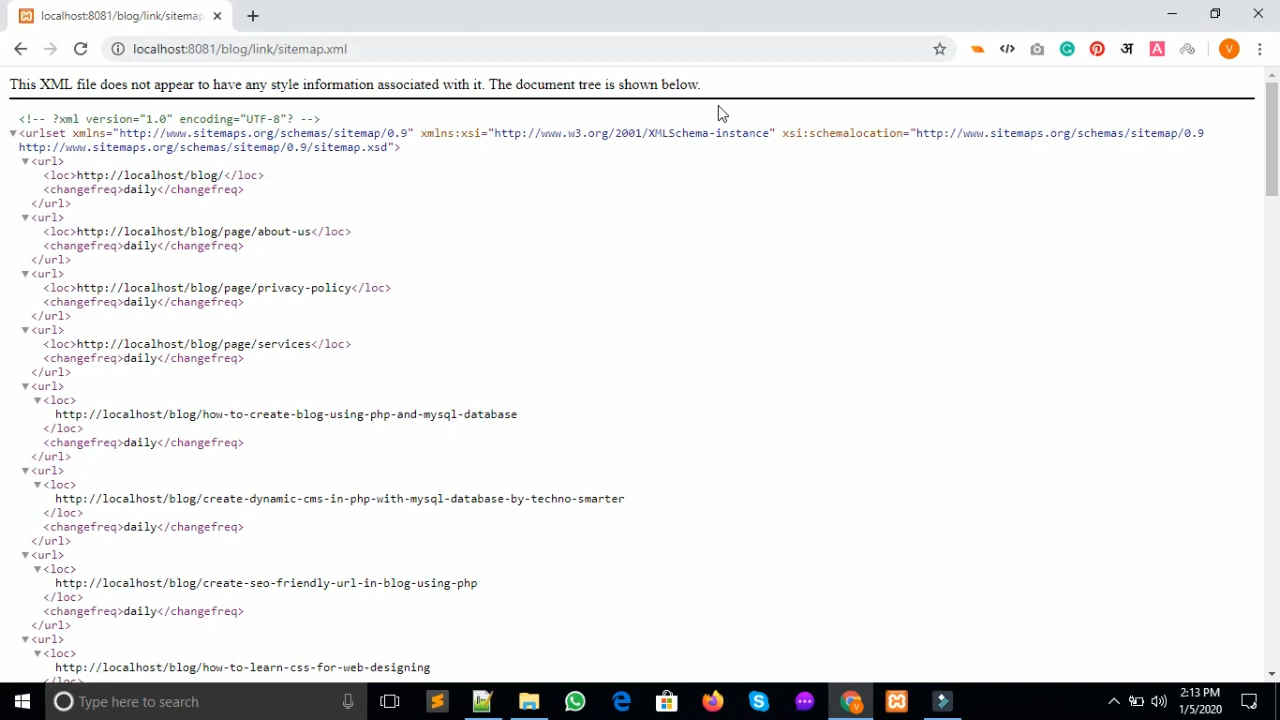 localhost:8081/blog/link/sitemap
localhost:8081/blog/link/sitemap.xml
This XML file does not appear to have any style information associated with it. The document tree is shown below.
<!-- ?xml version="1.0" encoding="UTF-8"? -->
<urlset xmlns="http://www.sitemaps.org/schemas/sitemap/0.9" xmlns:xsi="http://www.w3.org/2001/XMLSchema-instance" xsi:schemalocation="http://www.sitemaps.org/schemas/sitemap/0.9
http://www.sitemaps.org/schemas/sitemap/0.9/sitemap.xsd">
<url>
<loc>http://localhost/blog/</loc>
<changefreq>daily</changefreq>
</url>
<url>
<loc>http://localhost/blog/page/about-us</loc>
<changefreq>daily</changefreq>
</url>
<url>
<loc>http://localhost/blog/page/privacy-policy</loc>
<changefreq>daily</changefreq>
</url>
<url>
<loc>http://localhost/blog/page/services</loc>
<changefreq>daily</changefreq>
</url>
<url>
<loc>
http://localhost/blog/how-to-create-blog-using-php-and-mysql-database
</loc>
<changefreq>daily</changefreq>
</url>
<url>
<loc>
http://localhost/blog/create-dynamic-cms-in-php-with-mysql-database-by-techno-smarter
</loc>
<changefreq>daily</changefreq>
</url>
<url>
<loc>
http://localhost/blog/create-seo-friendly-url-in-blog-using-php
</loc>
<changefreq>daily</changefreq>
</url>
<url>
<loc>
http://localhost/blog/how-to-learn-css-for-web-designing
</loc>
Type here to search
2:13 PM
1/5/2020